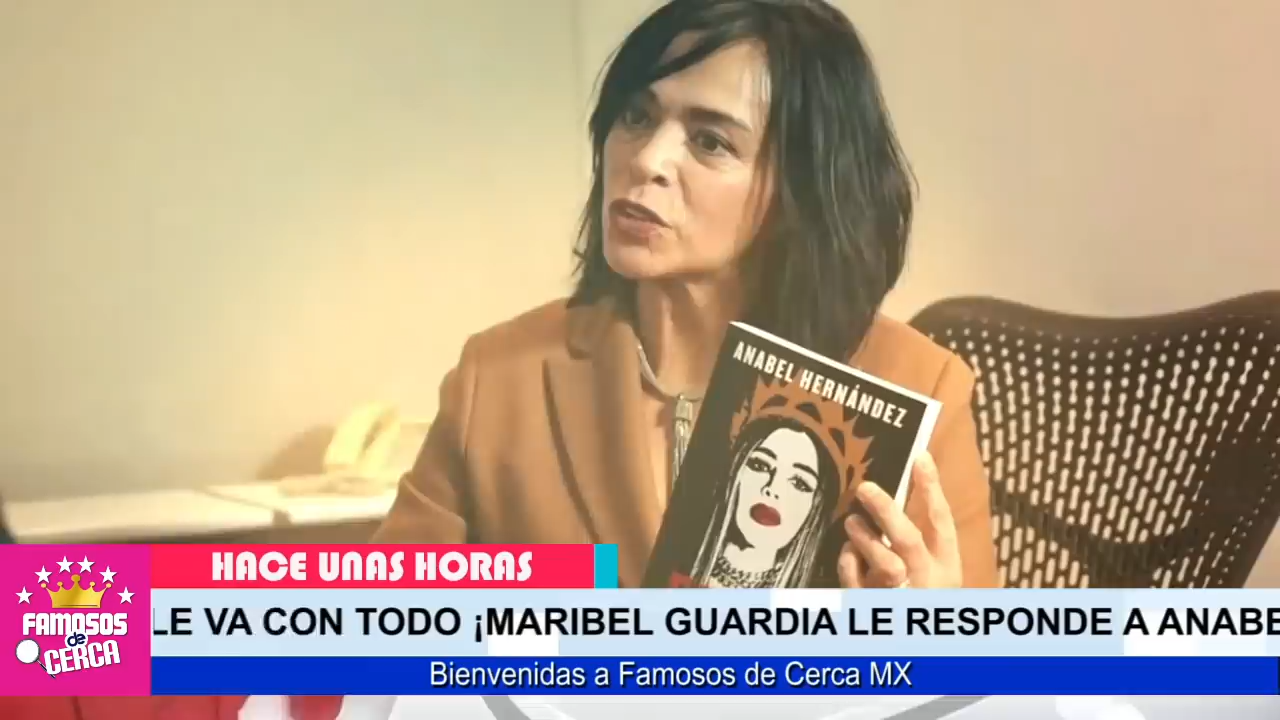 ANABEL HERNÁNDEZ
HACE UNAS HORAS
LE VA CON TODO ¡MARIBEL GUARDIA LE RESPONDE A ANABE
Bienvenidas a Famosos de Cerca MX
FAMOSOS
de
CERCA